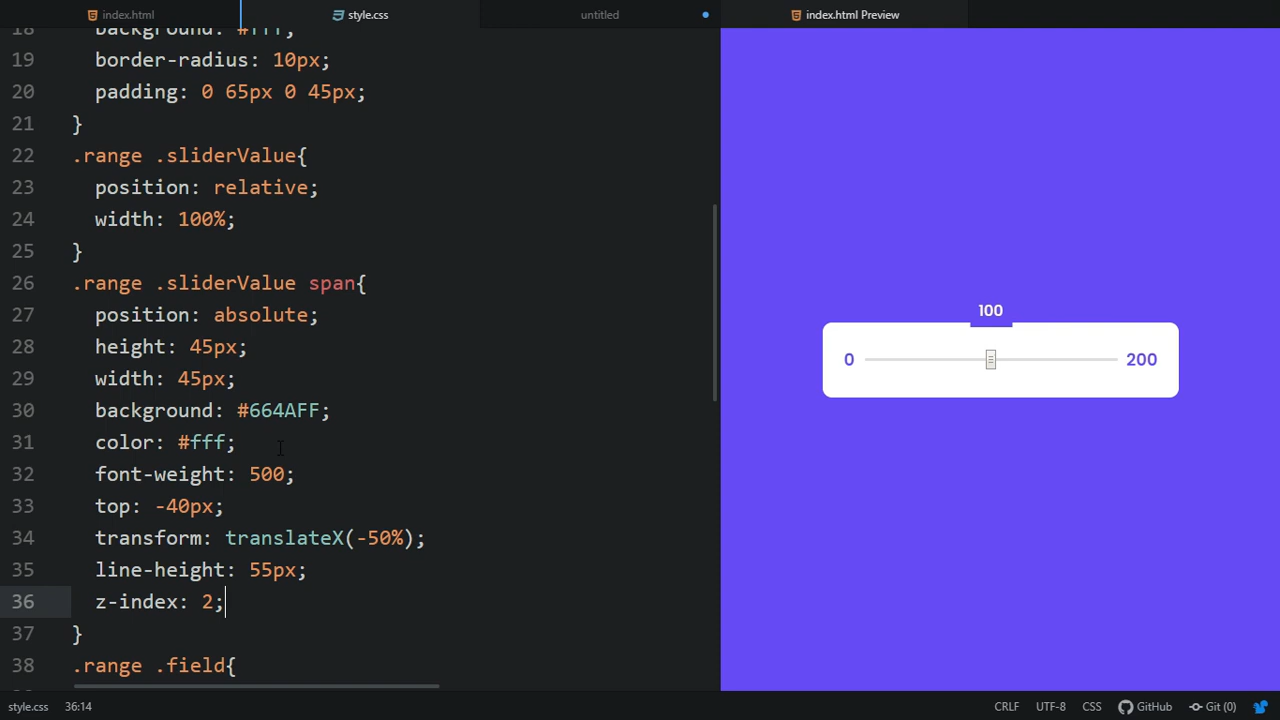 index.html
style.css
untitled
index.html Preview
18 background: #fff;
19 border-radius: 10px;
20 padding: 0 65px 0 45px;
21 }
22 .range .sliderValue{
23 position: relative;
24 width: 100%;
25 }
26 .range .sliderValue span{
27 position: absolute;
28 height: 45px;
29 width: 45px;
30 background: #664AFF;
31 color: #fff;
32 font-weight: 500;
33 top: -40px;
34 transform: translateX(-50%);
35 line-height: 55px;
36 z-index: 2;
37 }
38 .range .field{
100
0 200
style.css 36:14 CRLF UTF-8 CSS GitHub Git (0)